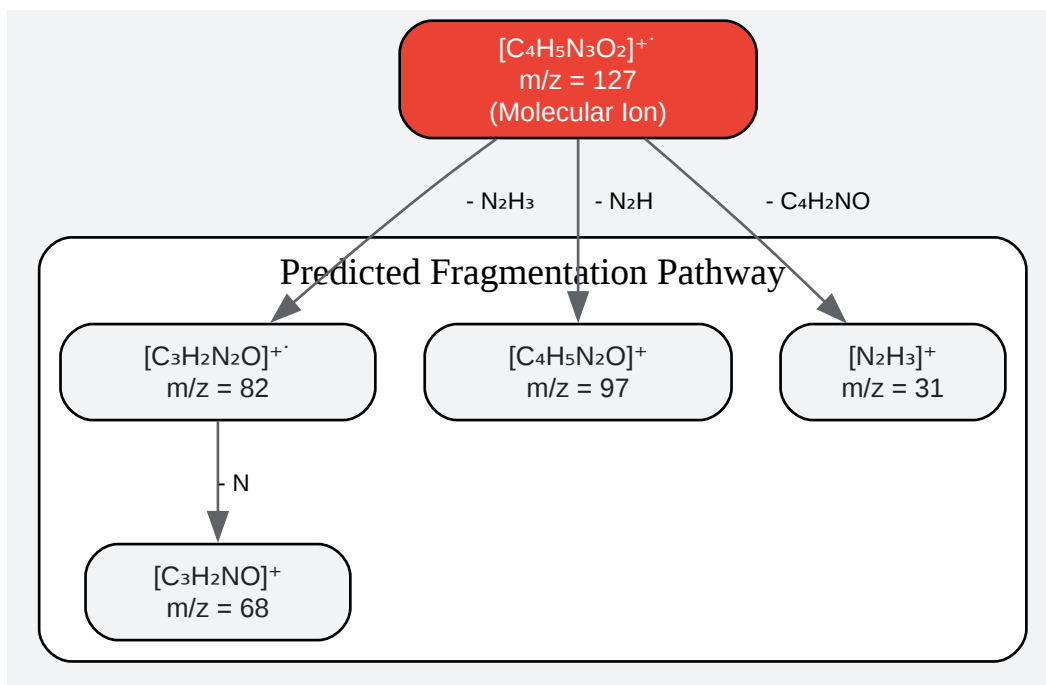 [C₄H₅N₃O₂]⁺˙
m/z = 127
(Molecular Ion)
- N₂H₃
- N₂H
- C₄H₂NO
Predicted Fragmentation Pathway
[C₃H₂N₂O]⁺˙
m/z = 82
[C₄H₅N₂O]⁺
m/z = 97
[N₂H₃]⁺
m/z = 31
- N
[C₃H₂NO]⁺
m/z = 68